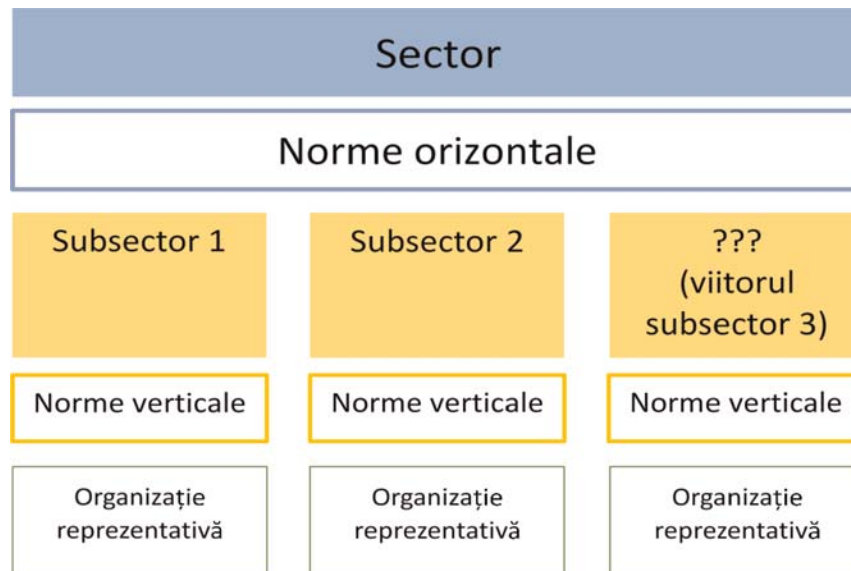 Sector
Norme orizontale
Subsector 1
Subsector 2
???
(viitorul
subsector 3)
Norme verticale
Norme verticale
Norme verticale
Organizație
reprezentativă
Organizație
reprezentativă
Organizație
reprezentativă